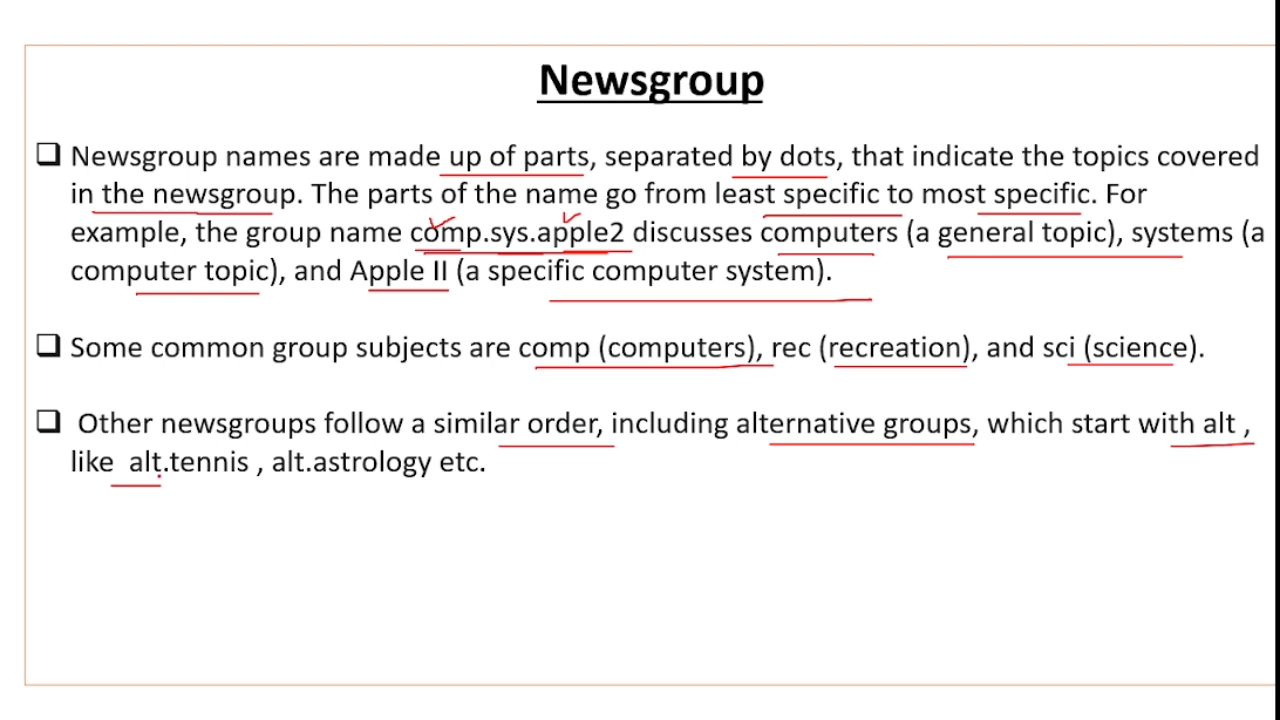 Newsgroup
❑ Newsgroup names are made up of parts, separated by dots, that indicate the topics covered
in the newsgroup. The parts of the name go from least specific to most specific. For
example, the group name comp.sys.apple2 discusses computers (a general topic), systems (a
computer topic), and Apple II (a specific computer system).
❑ Some common group subjects are comp (computers), rec (recreation), and sci (science).
❑ Other newsgroups follow a similar order, including alternative groups, which start with alt ,
like alt.tennis , alt.astrology etc.